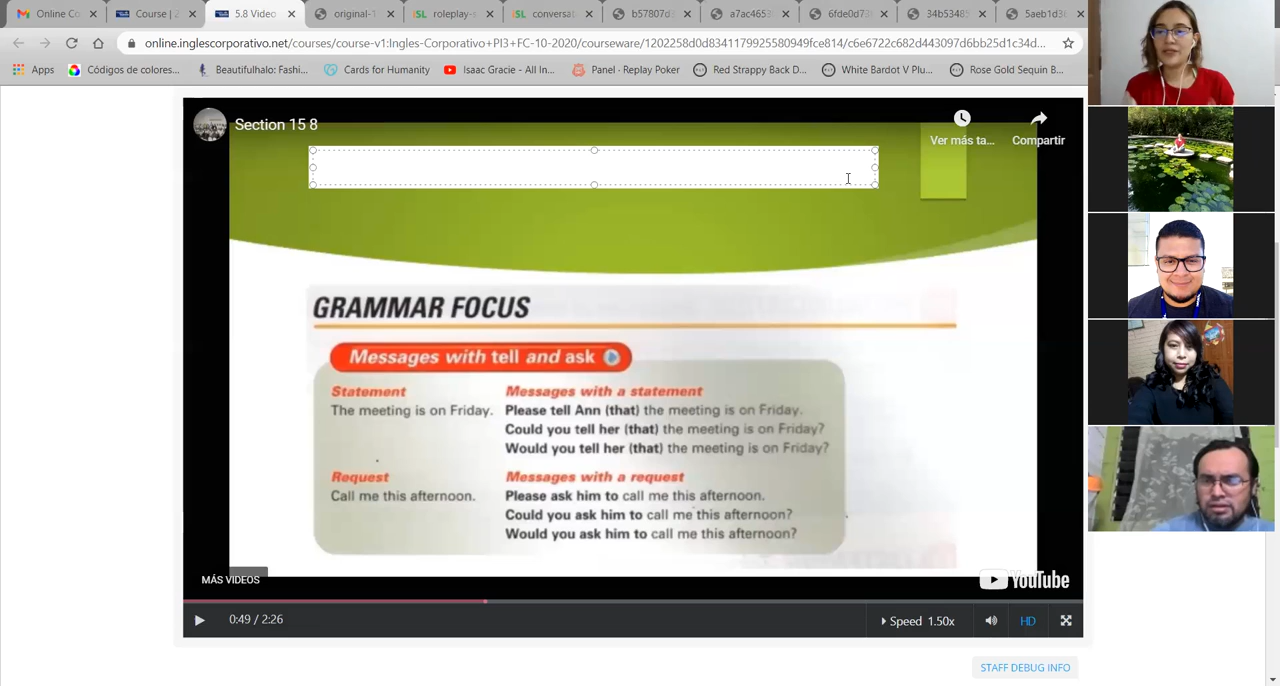 Online Co
Course | 2
5.8 Video
original-1
roleplay-s
conversat
b57807d3
a7ac4653
6fde0d73
34b53485
5aeb1d3
online.inglescorporativo.net/courses/course-v1:Ingles-Corporativo+PI3+FC-10-2020/courseware/1202258d0d8341179925580949fce814/c6e6722c682d443097d6bb25d1c34d...
Apps
Códigos de colores...
Beautifulhalo: Fashi...
Cards for Humanity
Isaac Gracie - All In...
Panel · Replay Poker
Red Strappy Back D...
White Bardot V Plu...
Rose Gold Sequin B...
Section 15 8
Ver más ta...
Compartir
GRAMMAR FOCUS
Messages with tell and ask
Statement
Messages with a statement
The meeting is on Friday.
Please tell Ann (that) the meeting is on Friday.
Could you tell her (that) the meeting is on Friday?
Would you tell her (that) the meeting is on Friday?
Request
Messages with a request
Call me this afternoon.
Please ask him to call me this afternoon.
Could you ask him to call me this afternoon?
Would you ask him to call me this afternoon?
MÁS VIDEOS
YouTube
0:49 / 2:26
Speed 1.50x
HD
STAFF DEBUG INFO